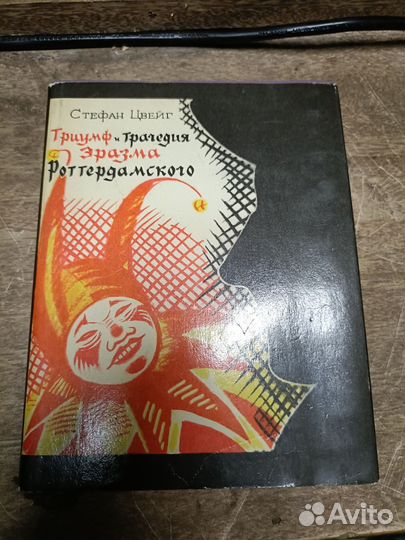 Стефан Цвейг
Триумф и трагедия
Эразма
Роттердамского
Avito